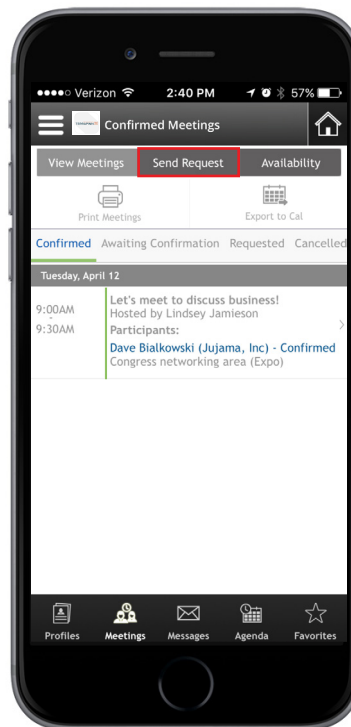 Verizon 2:40 PM 57%
Confirmed Meetings
View Meetings Send Request Availability
Print Meetings Export to Cal
Confirmed Awaiting Confirmation Requested Cancelled
Tuesday, April 12
9:00AM
-
9:30AM
Let's meet to discuss business!
Hosted by Lindsey Jamieson
Participants:
Dave Bialkowski (Jujama, Inc) - Confirmed
Congress networking area (Expo)
Profiles Meetings Messages Agenda Favorites